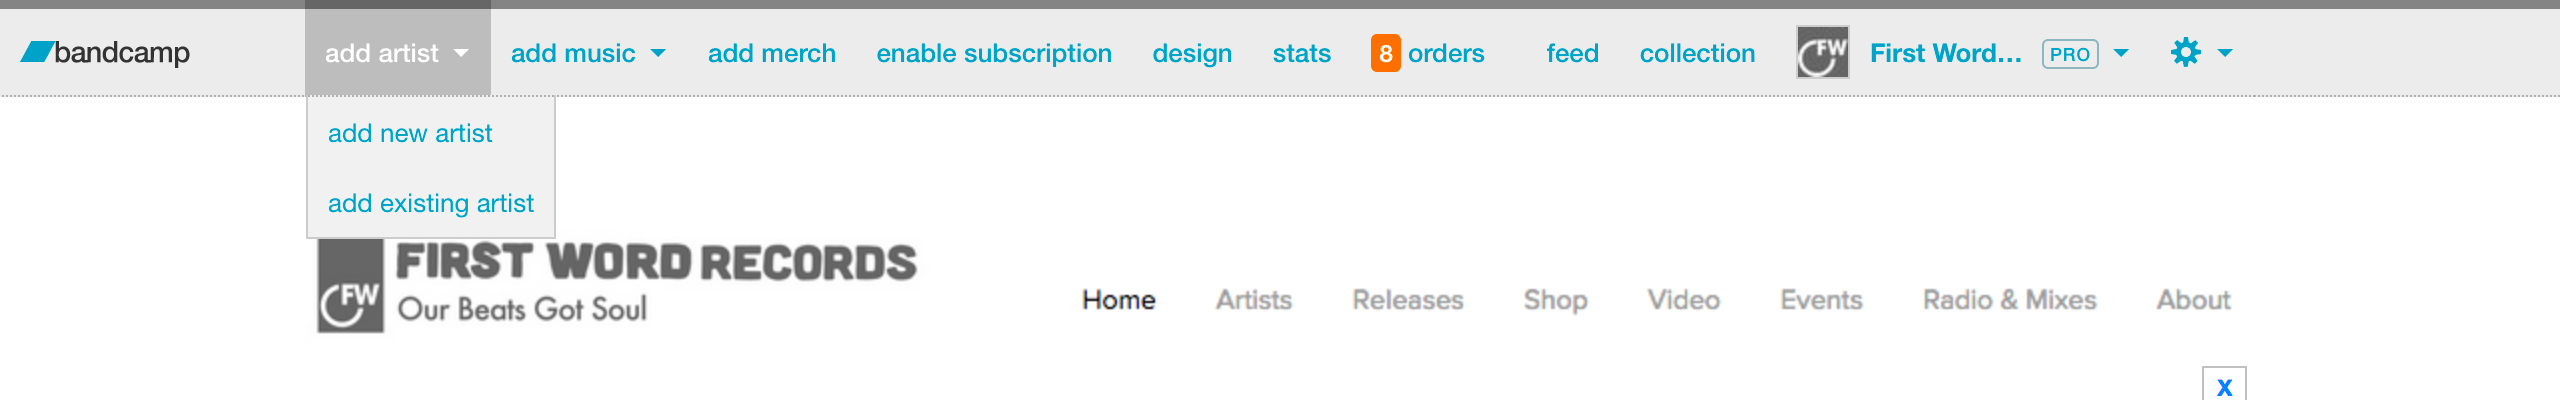 bandcamp add artist add music add merch enable subscription design stats 8 orders feed collection FW First Word... PRO
add new artist
add existing artist
FIRST WORD RECORDS
FW
Our Beats Got Soul
Home Artists Releases Shop Video Events Radio & Mixes About
x